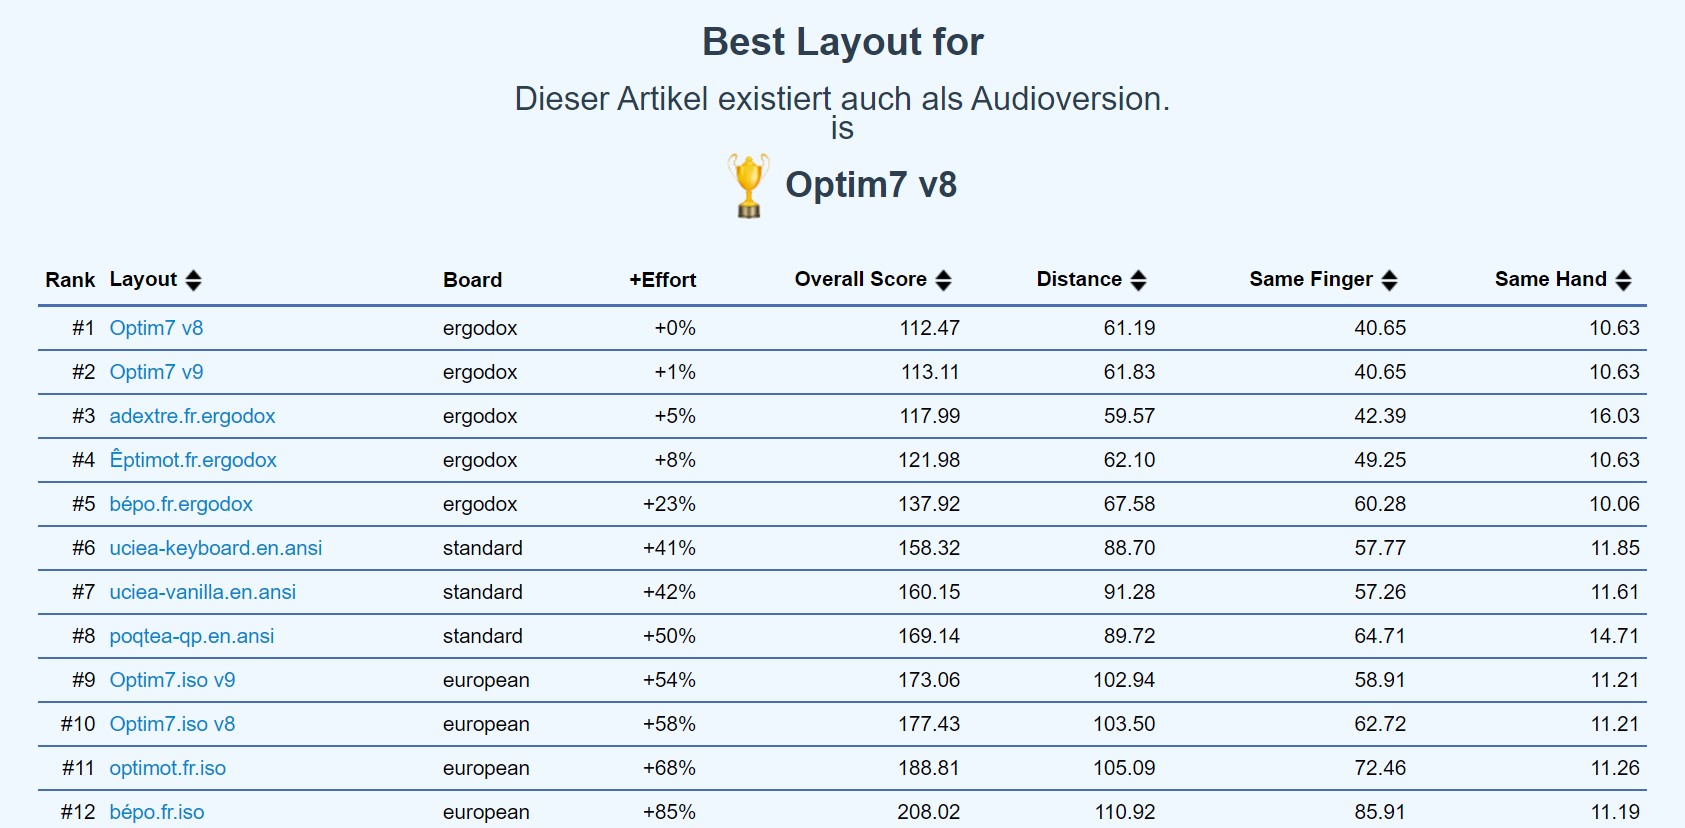 Best Layout for
Dieser Artikel existiert auch als Audioversion.
is
Optim7 v8
Rank Layout Board +Effort Overall Score Distance Same Finger Same Hand
#1 Optim7 v8 ergodox +0% 112.47 61.19 40.65 10.63
#2 Optim7 v9 ergodox +1% 113.11 61.83 40.65 10.63
#3 adextre.fr.ergodox ergodox +5% 117.99 59.57 42.39 16.03
#4 Êptimot.fr.ergodox ergodox +8% 121.98 62.10 49.25 10.63
#5 bépo.fr.ergodox ergodox +23% 137.92 67.58 60.28 10.06
#6 uciea-keyboard.en.ansi standard +41% 158.32 88.70 57.77 11.85
#7 uciea-vanilla.en.ansi standard +42% 160.15 91.28 57.26 11.61
#8 poqtea-qp.en.ansi standard +50% 169.14 89.72 64.71 14.71
#9 Optim7.iso v9 european +54% 173.06 102.94 58.91 11.21
#10 Optim7.iso v8 european +58% 177.43 103.50 62.72 11.21
#11 optimot.fr.iso european +68% 188.81 105.09 72.46 11.26
#12 bépo.fr.iso european +85% 208.02 110.92 85.91 11.19